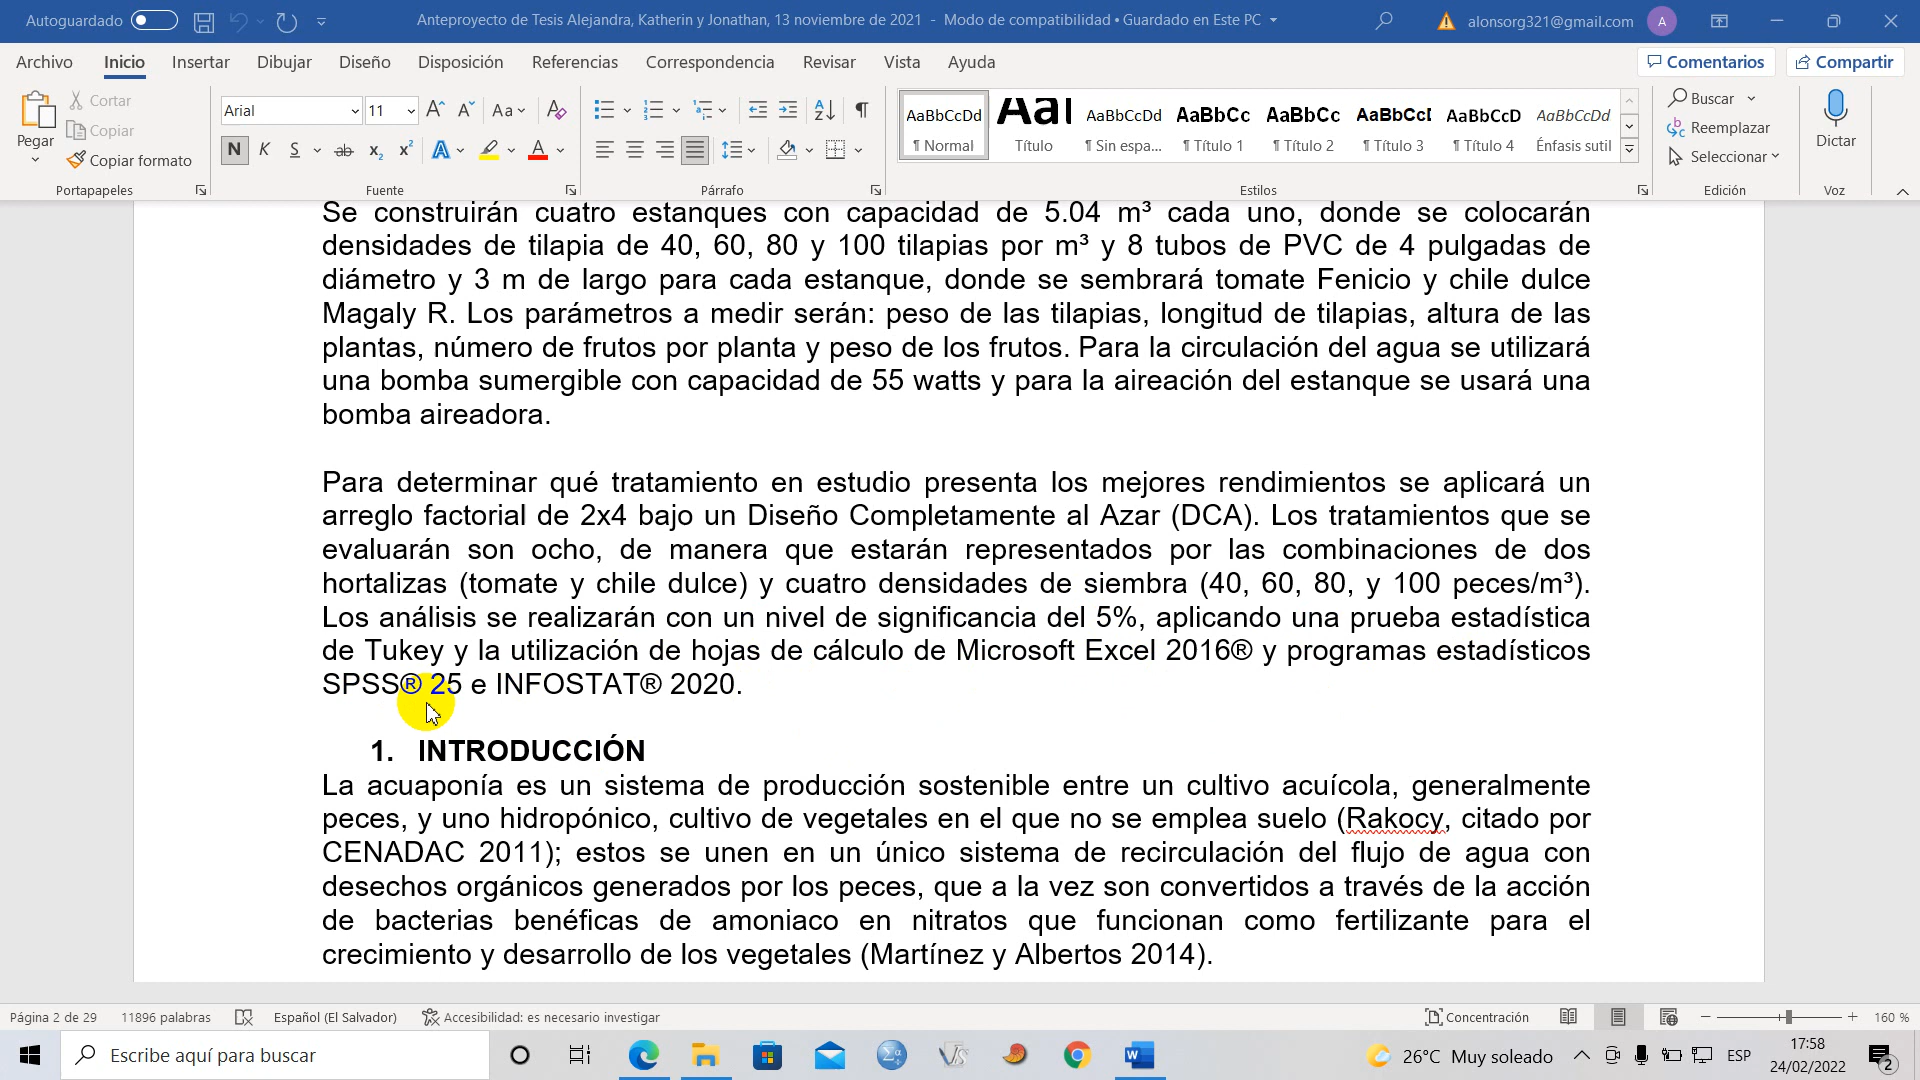 Autoguardado
Anteproyecto de Tesis Alejandra, Katherin y Jonathan, 13 noviembre de 2021 - Modo de compatibilidad • Guardado en Este PC
alonsorg321@gmail.com
A
Archivo Inicio Insertar Dibujar Diseño Disposición Referencias Correspondencia Revisar Vista Ayuda
Comentarios
Compartir
Pegar
Cortar
Copiar
Copiar formato
Portapapeles
Arial
11
Aa
N K S ab x₂ x²
Fuente
Párrafo
AaBbCcDd
¶ Normal
AaI
Título
AaBbCcDd
¶ Sin espa...
AaBbCc
¶ Título 1
AaBbCc
¶ Título 2
AaBbCcI
¶ Título 3
AaBbCcD
¶ Título 4
AaBbCcDd
Énfasis sutil
Estilos
Buscar
Reemplazar
Seleccionar
Edición
Dictar
Voz
Se construirán cuatro estanques con capacidad de 5.04 m³ cada uno, donde se colocarán
densidades de tilapia de 40, 60, 80 y 100 tilapias por m³ y 8 tubos de PVC de 4 pulgadas de
diámetro y 3 m de largo para cada estanque, donde se sembrará tomate Fenicio y chile dulce
Magaly R. Los parámetros a medir serán: peso de las tilapias, longitud de tilapias, altura de las
plantas, número de frutos por planta y peso de los frutos. Para la circulación del agua se utilizará
una bomba sumergible con capacidad de 55 watts y para la aireación del estanque se usará una
bomba aireadora.
Para determinar qué tratamiento en estudio presenta los mejores rendimientos se aplicará un
arreglo factorial de 2x4 bajo un Diseño Completamente al Azar (DCA). Los tratamientos que se
evaluarán son ocho, de manera que estarán representados por las combinaciones de dos
hortalizas (tomate y chile dulce) y cuatro densidades de siembra (40, 60, 80, y 100 peces/m³).
Los análisis se realizarán con un nivel de significancia del 5%, aplicando una prueba estadística
de Tukey y la utilización de hojas de cálculo de Microsoft Excel 2016® y programas estadísticos
SPSS® 25 e INFOSTAT® 2020.
1. INTRODUCCIÓN
La acuaponía es un sistema de producción sostenible entre un cultivo acuícola, generalmente
peces, y uno hidropónico, cultivo de vegetales en el que no se emplea suelo (Rakocy, citado por
CENADAC 2011); estos se unen en un único sistema de recirculación del flujo de agua con
desechos orgánicos generados por los peces, que a la vez son convertidos a través de la acción
de bacterias benéficas de amoniaco en nitratos que funcionan como fertilizante para el
crecimiento y desarrollo de los vegetales (Martínez y Albertos 2014).
Página 2 de 29 11896 palabras Español (El Salvador) Accesibilidad: es necesario investigar
Concentración
160 %
Escribe aquí para buscar
26°C Muy soleado
ESP
17:58
24/02/2022
2